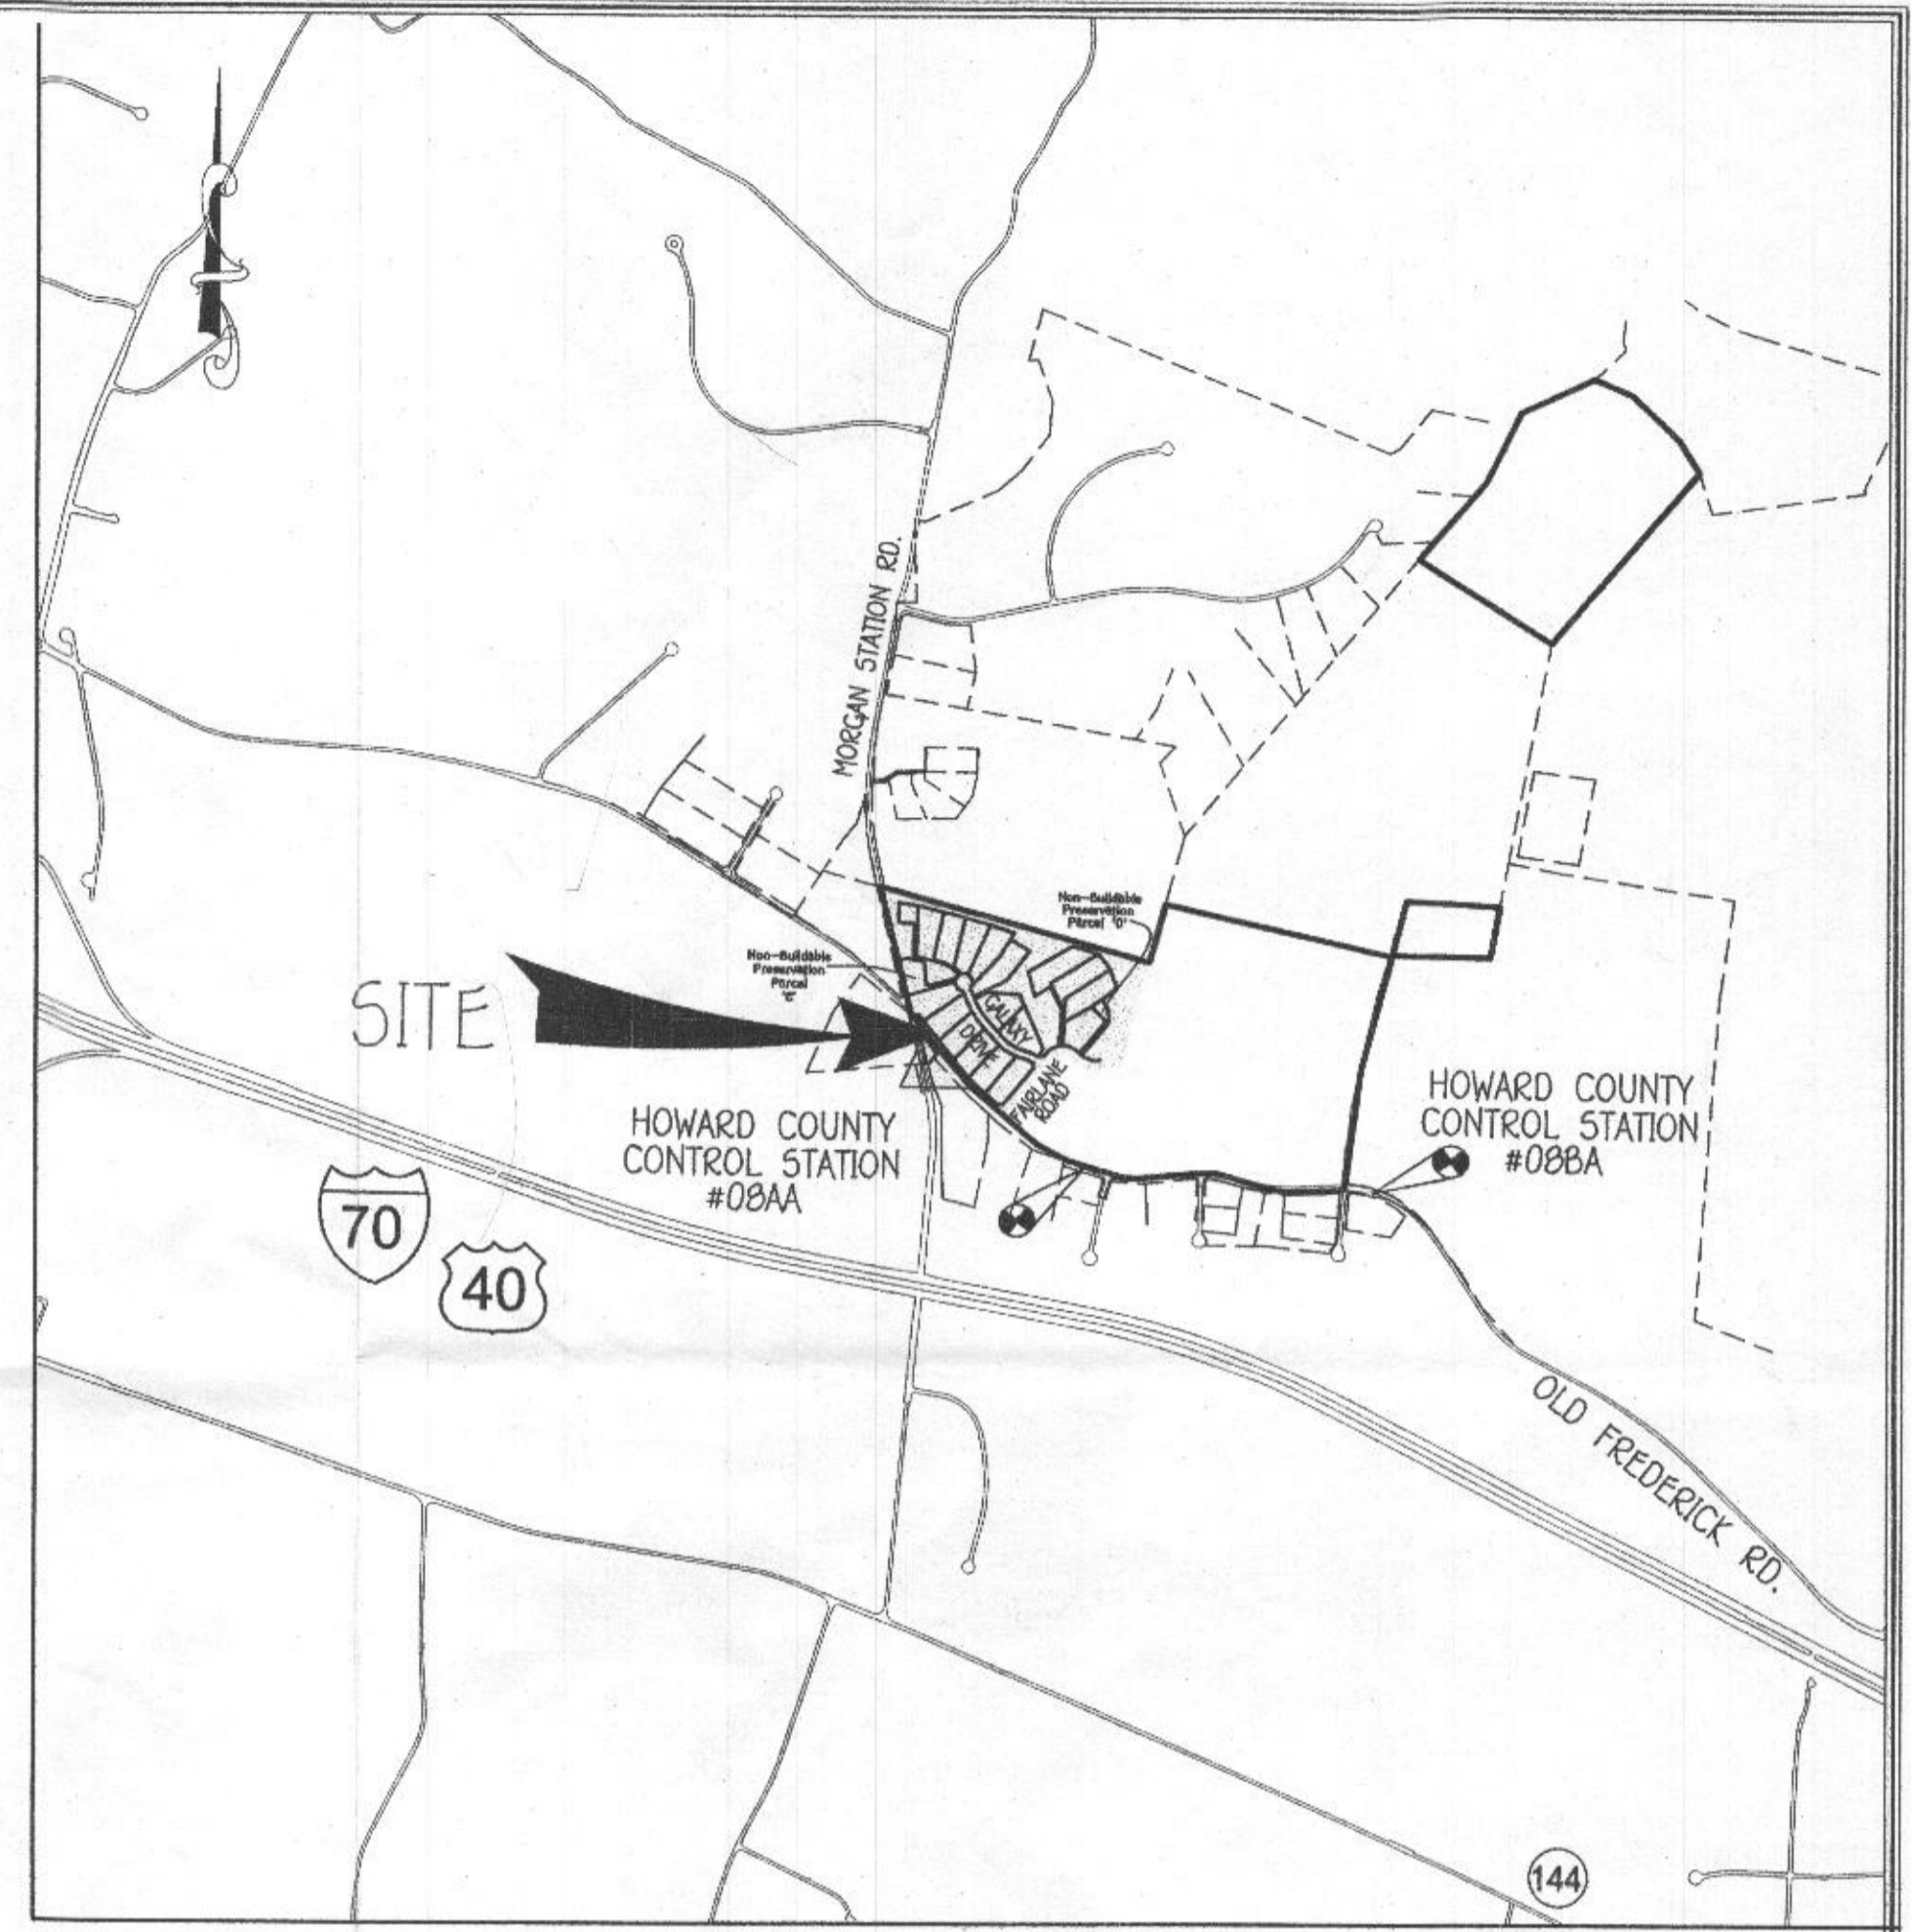 MORGAN STATION RD.
Non-Buildable
Preservation
Parcel 'D'
Non-Buildable
Preservation
Parcel
'C'
SITE
GALAXY
DRIVE
FAIRLANE
ROAD
HOWARD COUNTY
CONTROL STATION
#08AA
HOWARD COUNTY
CONTROL STATION
#08BA
70
40
OLD FREDERICK RD.
144